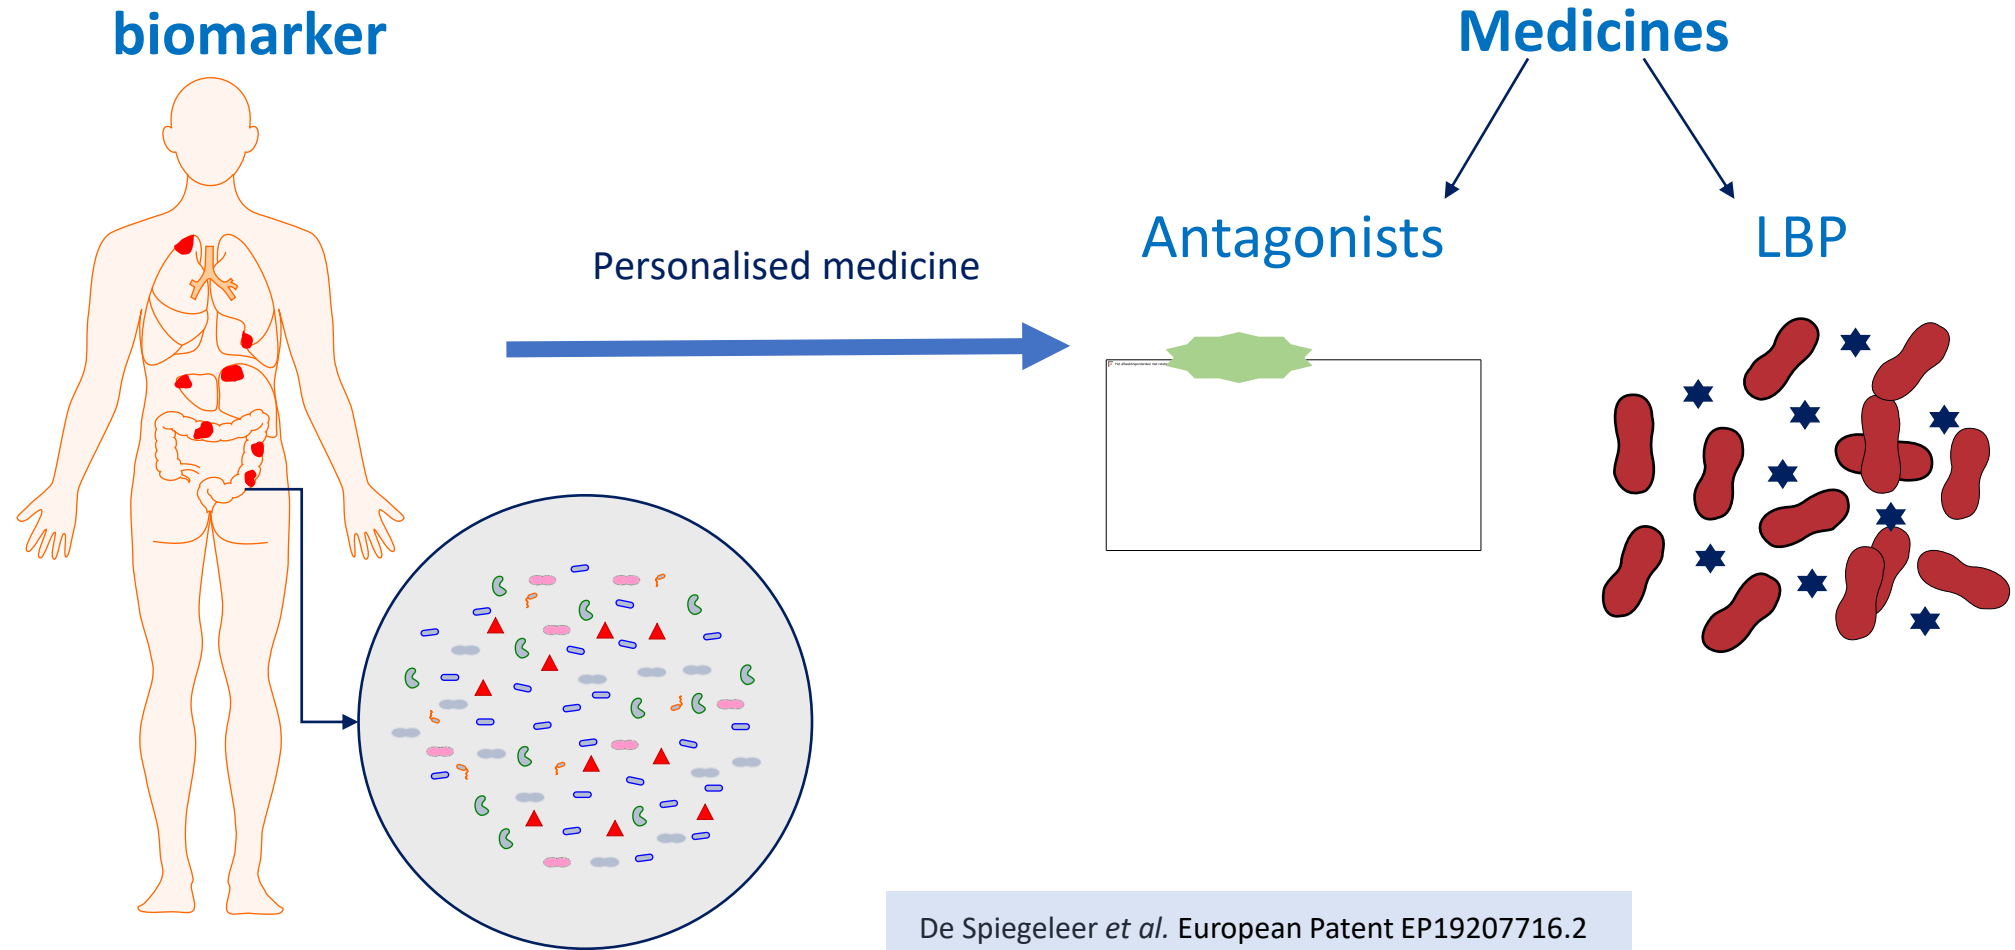 biomarker
Medicines
Antagonists
LBP
Personalised medicine
De Spiegeleer et al. European Patent EP19207716.2